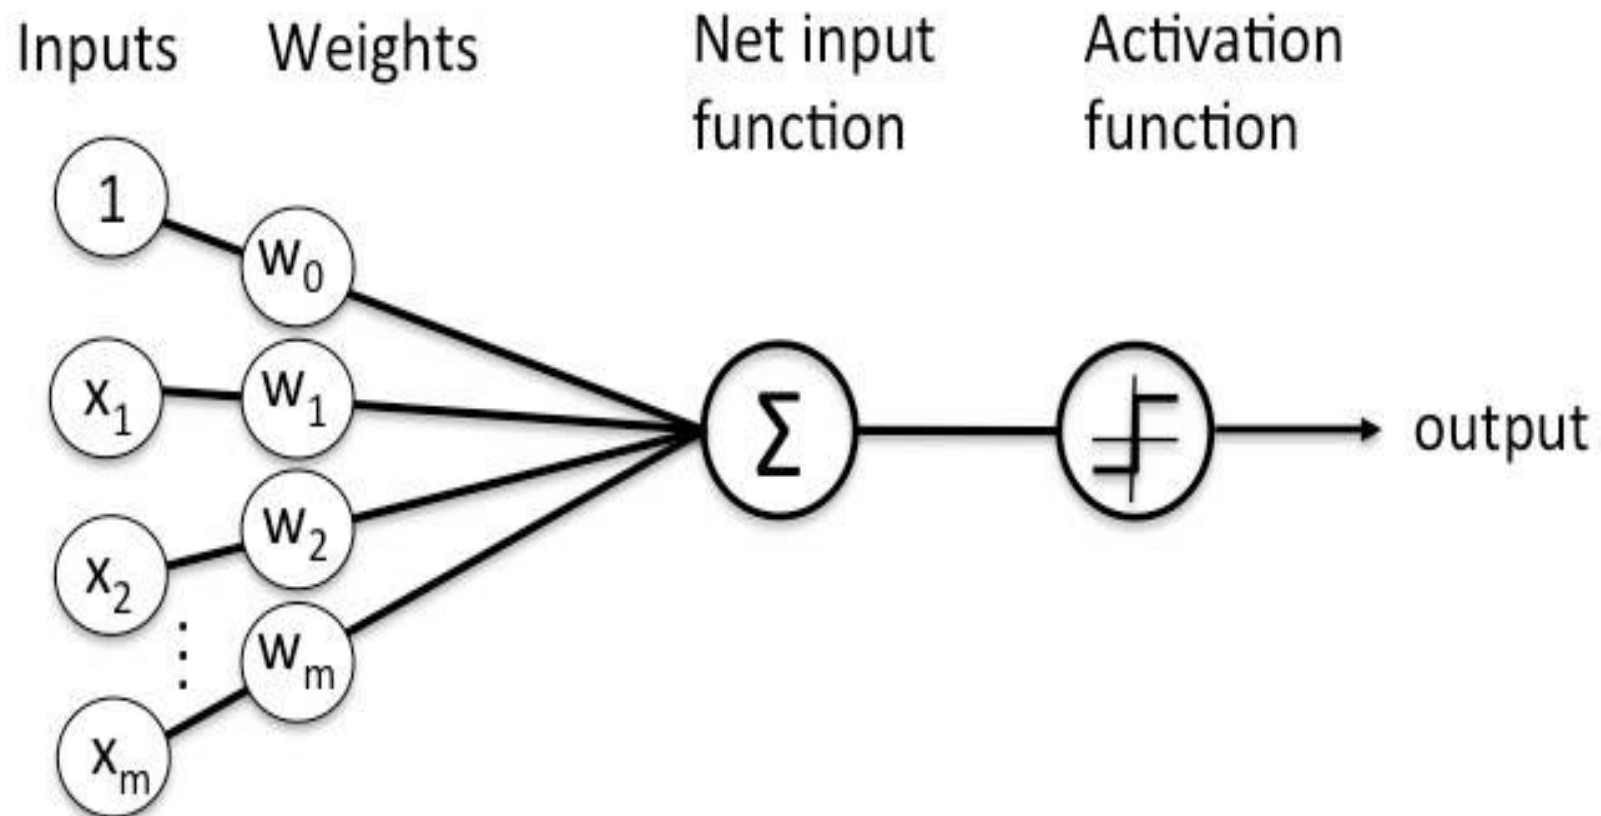 Inputs
Weights
Net input
function
Activation
function
1
w0
x1
w1
x2
w2
⋮
xm
wm
Σ
output